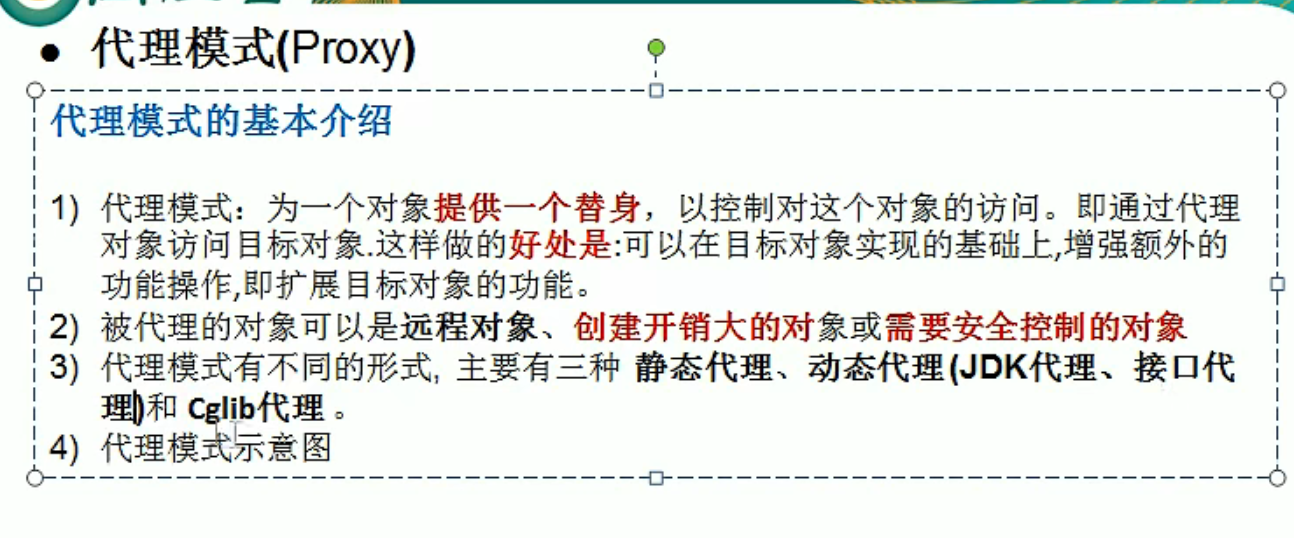 代理模式(Proxy)
代理模式的基本介绍
1) 代理模式：为一个对象提供一个替身，以控制对这个对象的访问。即通过代理
对象访问目标对象.这样做的好处是:可以在目标对象实现的基础上,增强额外的
功能操作,即扩展目标对象的功能。
2) 被代理的对象可以是远程对象、创建开销大的对象或需要安全控制的对象
3) 代理模式有不同的形式, 主要有三种 静态代理、动态代理(JDK代理、接口代
理)和 Cglib代理 。
4) 代理模式示意图